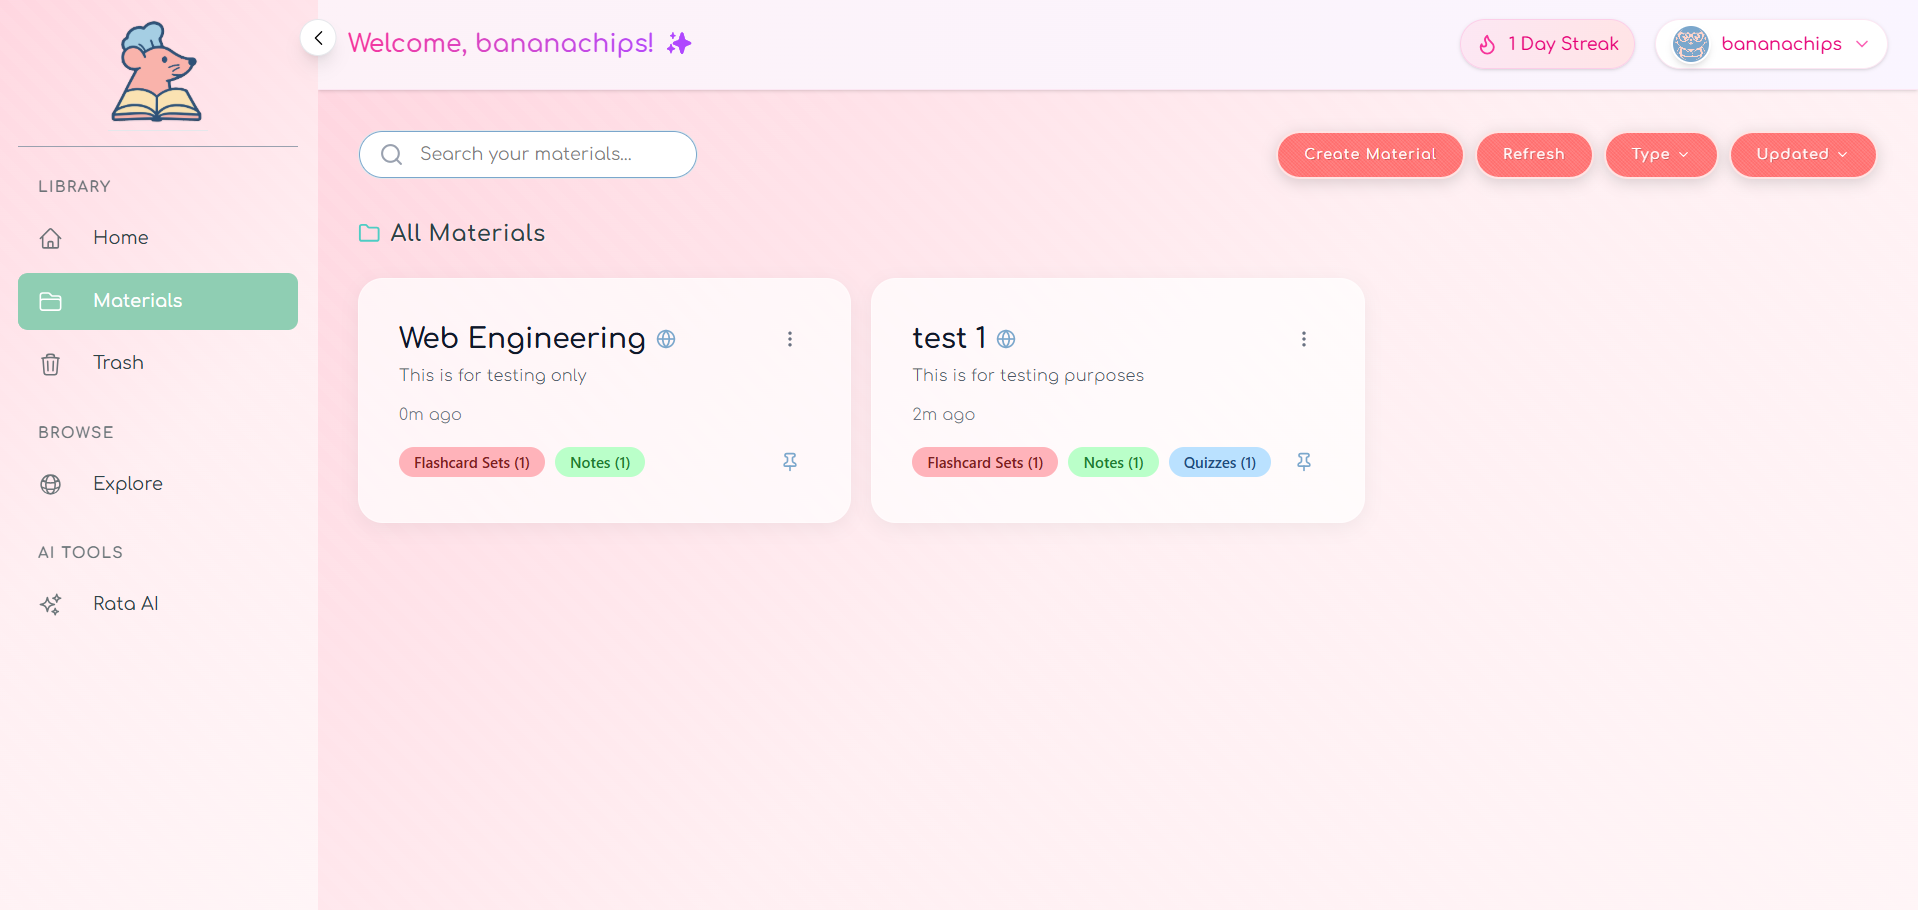 Welcome, bananachips!
1 Day Streak
bananachips
LIBRARY
Home
Materials
Trash
BROWSE
Explore
AI TOOLS
Rata AI
Search your materials...
Create Material
Refresh
Type
Updated
All Materials
Web Engineering
This is for testing only
0m ago
Flashcard Sets (1)
Notes (1)
test 1
This is for testing purposes
2m ago
Flashcard Sets (1)
Notes (1)
Quizzes (1)